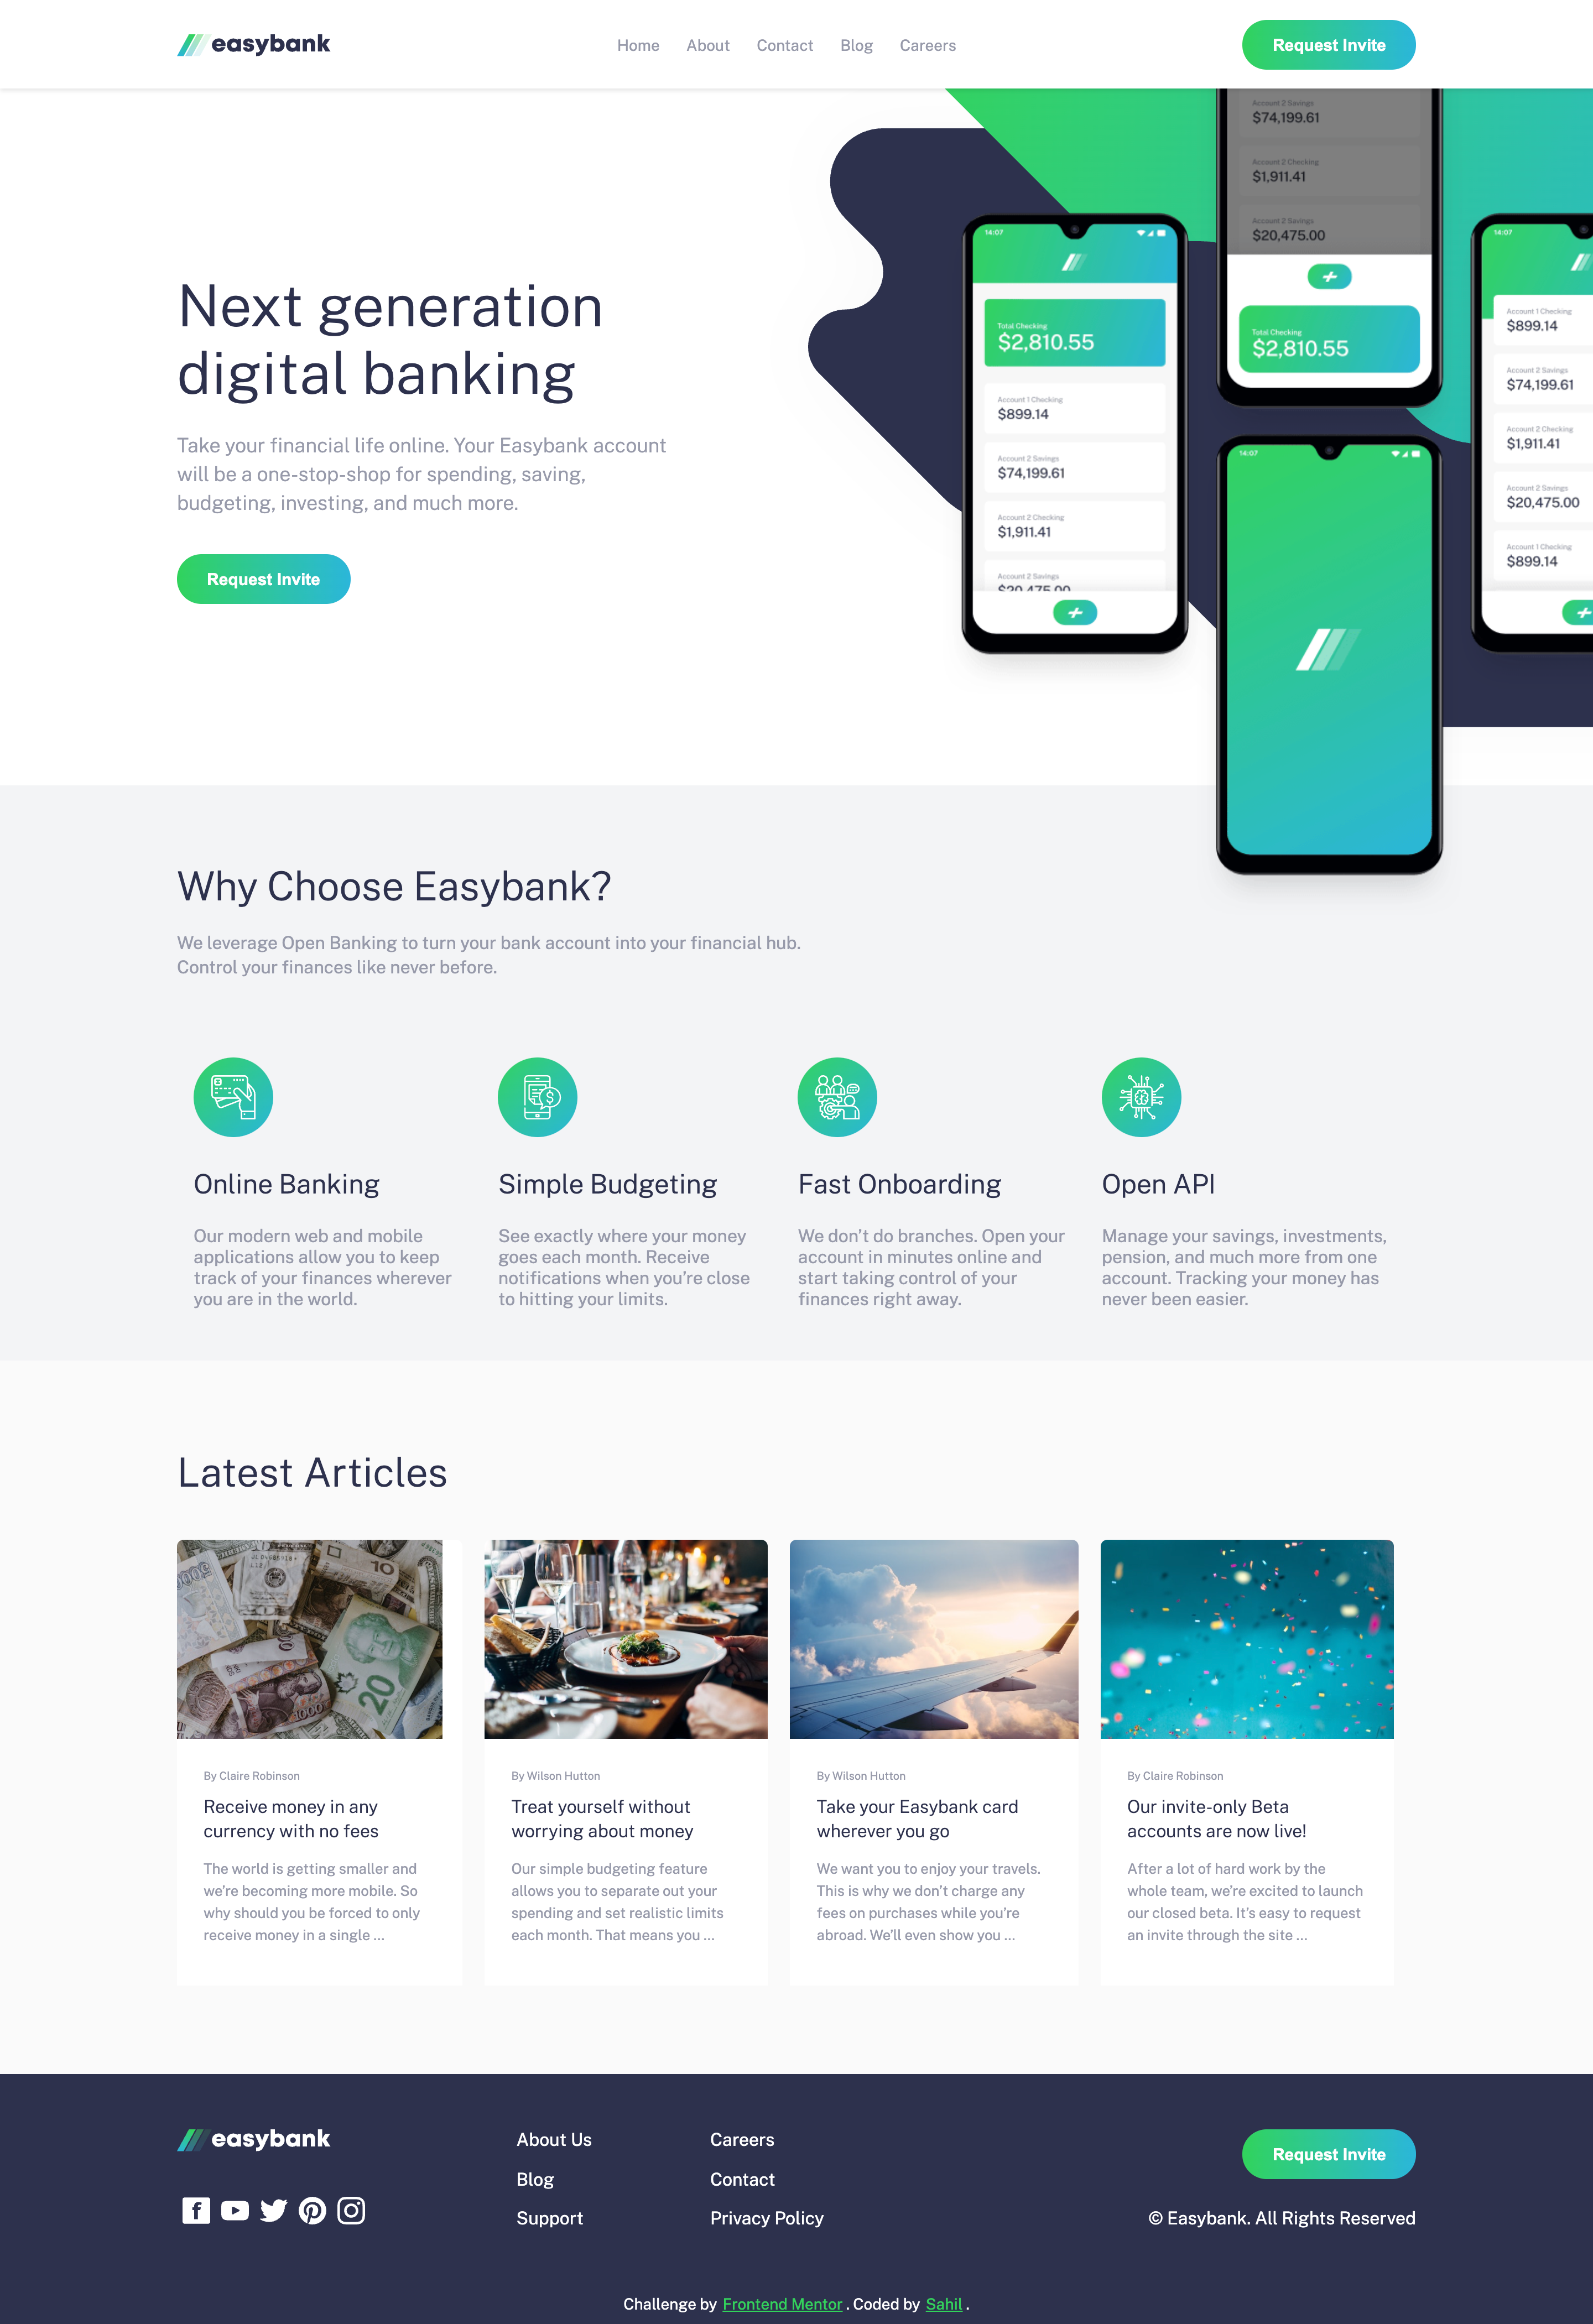 easybank
Home About Contact Blog Careers
Request Invite
Next generation
digital banking
Take your financial life online. Your Easybank account
will be a one-stop-shop for spending, saving,
budgeting, investing, and much more.
Request Invite
14:07
Total Checking
$2,810.55
Account 1 Checking
$899.14
Account 2 Savings
$74,199.61
Account 2 Checking
$1,911.41
Account 2 Savings
$20,475.00
Account 2 Savings
$74,199.61
Account 2 Checking
$1,911.41
Account 2 Savings
$20,475.00
Total Checking
$2,810.55
14:07
14:07
Account 1 Checking
$899.14
Account 2 Savings
$74,199.61
Account 2 Checking
$1,911.41
Account 2 Savings
$20,475.00
Account 1 Checking
$899.14
Why Choose Easybank?
We leverage Open Banking to turn your bank account into your financial hub.
Control your finances like never before.
Online Banking
Our modern web and mobile
applications allow you to keep
track of your finances wherever
you are in the world.
Simple Budgeting
See exactly where your money
goes each month. Receive
notifications when you’re close
to hitting your limits.
Fast Onboarding
We don’t do branches. Open your
account in minutes online and
start taking control of your
finances right away.
Open API
Manage your savings, investments,
pension, and much more from one
account. Tracking your money has
never been easier.
Latest Articles
10
20
1000
By Claire Robinson
Receive money in any
currency with no fees
The world is getting smaller and
we’re becoming more mobile. So
why should you be forced to only
receive money in a single …
By Wilson Hutton
Treat yourself without
worrying about money
Our simple budgeting feature
allows you to separate out your
spending and set realistic limits
each month. That means you …
By Wilson Hutton
Take your Easybank card
wherever you go
We want you to enjoy your travels.
This is why we don’t charge any
fees on purchases while you’re
abroad. We’ll even show you …
By Claire Robinson
Our invite-only Beta
accounts are now live!
After a lot of hard work by the
whole team, we’re excited to launch
our closed beta. It’s easy to request
an invite through the site …
easybank
About Us
Blog
Support
Careers
Contact
Privacy Policy
Request Invite
© Easybank. All Rights Reserved
Challenge by Frontend Mentor . Coded by Sahil .